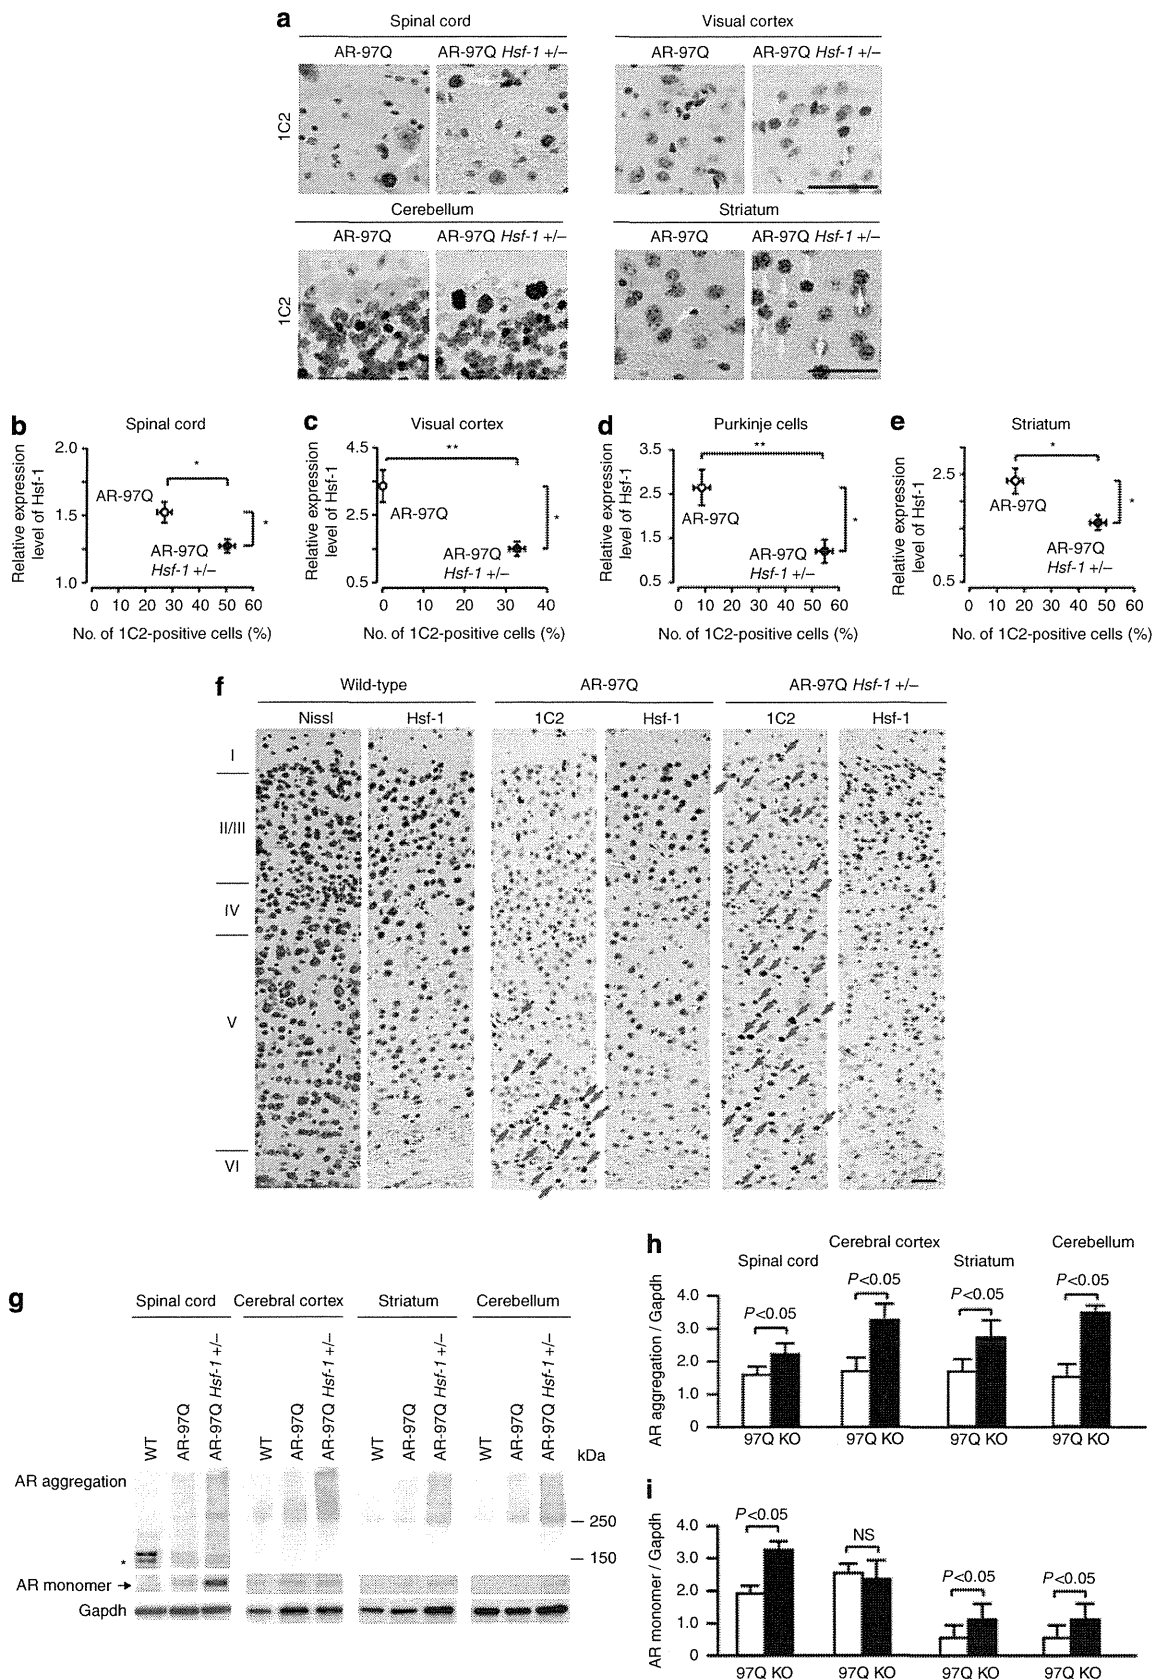 a
Spinal cord
Visual cortex
AR-97Q
AR-97Q Hsf-1 +/–
AR-97Q
AR-97Q Hsf-1 +/–
1C2
Cerebellum
Striatum
AR-97Q
AR-97Q Hsf-1 +/–
AR-97Q
AR-97Q Hsf-1 +/–
1C2
b
Spinal cord
Relative expression
level of Hsf-1
2.0
1.5
1.0
*
*
AR-97Q
AR-97Q
Hsf-1 +/–
0 10 20 30 40 50 60
No. of 1C2-positive cells (%)
c
Visual cortex
Relative expression
level of Hsf-1
4.5
2.5
0.5
**
*
AR-97Q
AR-97Q
Hsf-1 +/–
0 10 20 30 40
No. of 1C2-positive cells (%)
d
Purkinje cells
Relative expression
level of Hsf-1
3.5
2.5
1.5
0.5
**
*
AR-97Q
AR-97Q
Hsf-1 +/–
0 10 20 30 40 50 60
No. of 1C2-positive cells (%)
e
Striatum
Relative expression
level of Hsf-1
2.5
0.5
*
*
AR-97Q
AR-97Q
Hsf-1 +/–
0 10 20 30 40 50 60
No. of 1C2-positive cells (%)
f
Wild-type
AR-97Q
AR-97Q Hsf-1 +/–
Nissl
Hsf-1
1C2
Hsf-1
1C2
Hsf-1
I
II/III
IV
V
VI
g
Spinal cord
Cerebral cortex
Striatum
Cerebellum
WT
AR-97Q
AR-97Q Hsf-1 +/–
WT
AR-97Q
AR-97Q Hsf-1 +/–
WT
AR-97Q
AR-97Q Hsf-1 +/–
WT
AR-97Q
AR-97Q Hsf-1 +/–
kDa
AR aggregation
– 250
– 150
*
AR monomer →
Gapdh
h
Spinal cord
Cerebral cortex
Striatum
Cerebellum
AR aggregation / Gapdh
4.0
3.0
2.0
1.0
0
P<0.05
P<0.05
P<0.05
P<0.05
97Q KO
97Q KO
97Q KO
97Q KO
i
AR monomer / Gapdh
4.0
3.0
2.0
1.0
0
P<0.05
NS
P<0.05
P<0.05
97Q KO
97Q KO
97Q KO
97Q KO